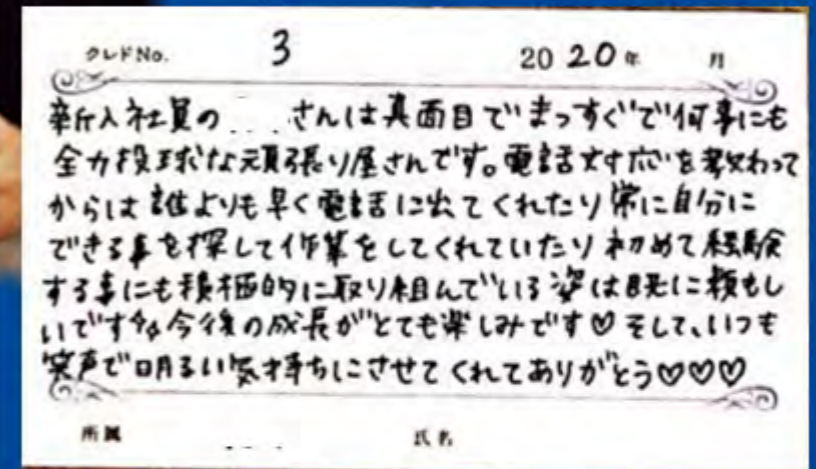 クレドNo. 3 2020年 月
新入社員の....さんは真面目でまっすぐで何事にも
全力投球な頑張り屋さんです。電話対応を教わって
からは誰よりも早く電話に出てくれたり常に自分に
できる事を探して作業をしてくれていたり初めて経験
する事にも積極的に取り組んでいる姿は既に頼もし
いです今後の成長がとても楽しみです♡そして、いつも
笑声で明るい気持ちにさせてくれてありがとう♡♡♡
所属 氏名